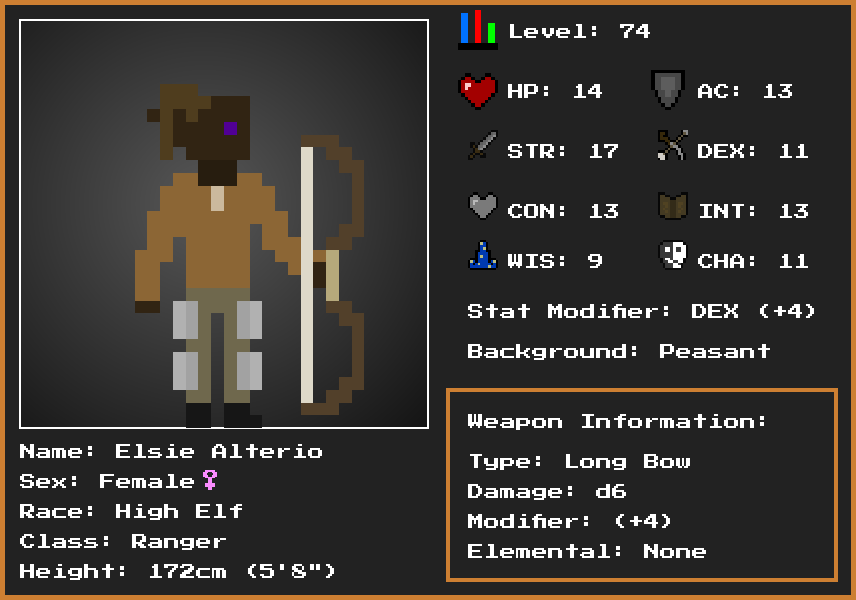 Level: 74
HP: 14
AC: 13
STR: 17
DEX: 11
CON: 13
INT: 13
WIS: 9
CHA: 11
Stat Modifier: DEX (+4)
Background: Peasant
Weapon Information:
Type: Long Bow
Damage: d6
Modifier: (+4)
Elemental: None
Name: Elsie Alterio
Sex: Female♀
Race: High Elf
Class: Ranger
Height: 172cm (5'8")